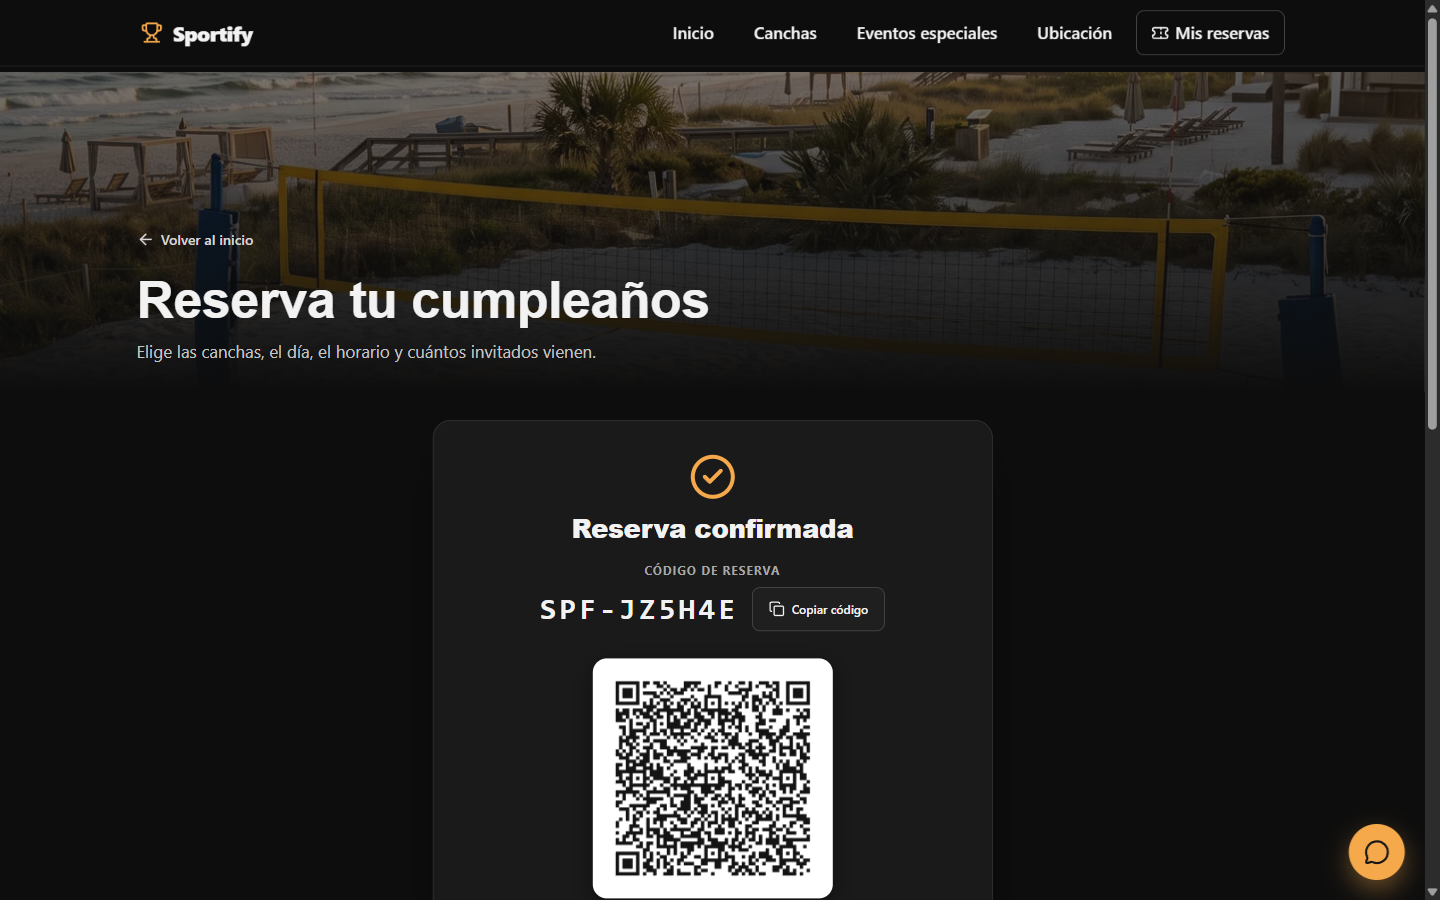 Sportify
Inicio
Canchas
Eventos especiales
Ubicación
Mis reservas
Volver al inicio
Reserva tu cumpleaños
Elige las canchas, el día, el horario y cuántos invitados vienen.
Reserva confirmada
CÓDIGO DE RESERVA
SPF-JZ5H4E
Copiar código